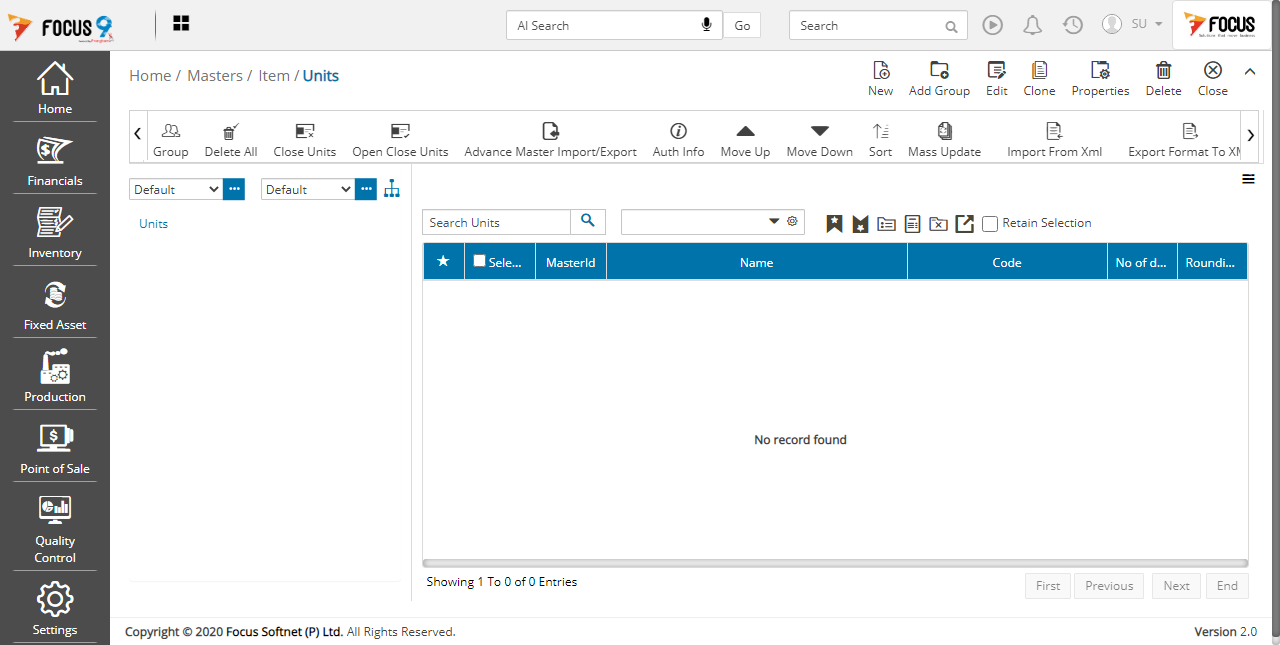 FOCUS 9
AI Search
Go
Search
SU
FOCUS
Home
Financials
Inventory
Fixed Asset
Production
Point of Sale
Quality
Control
Settings
Home / Masters / Item / Units
New
Add Group
Edit
Clone
Properties
Delete
Close
Group
Delete All
Close Units
Open Close Units
Advance Master Import/Export
Auth Info
Move Up
Move Down
Sort
Mass Update
Import From Xml
Export Format To XM
Default
Default
Units
Search Units
Retain Selection
Sele...
MasterId
Name
Code
No of d...
Roundi...
No record found
Showing 1 To 0 of 0 Entries
First
Previous
Next
End
Copyright © 2020 Focus Softnet (P) Ltd. All Rights Reserved.
Version 2.0